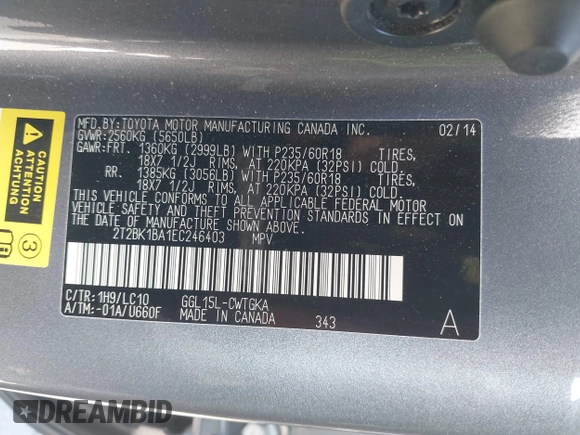 MFD.BY:TOYOTA MOTOR MANUFACTURING CANADA INC. 02/14
GVWR:2560KG (5650LB)
GAWR:FRT. 1360KG (2999LB) WITH P235/60R18 TIRES,
18X7 1/2J RIMS, AT 220KPA (32PSI) COLD
RR. 1385KG (3056LB) WITH P235/60R18 TIRES,
18X7 1/2J RIMS, AT 220KPA (32PSI) COLD.
THIS VEHICLE CONFORMS TO ALL APPLICABLE FEDERAL MOTOR
VEHICLE SAFETY AND THEFT PREVENTION STANDARDS IN EFFECT ON
THE DATE OF MANUFACTURE SHOWN ABOVE.
2T2BK1BA1EC246403 MPV
C/TR:1H9/LC10 GGL15L-CWTGKA
A/TM:-01A/U660F MADE IN CANADA 343 A
CAUTION
ATTENTION
ACHTUNG
3
DREAMBID